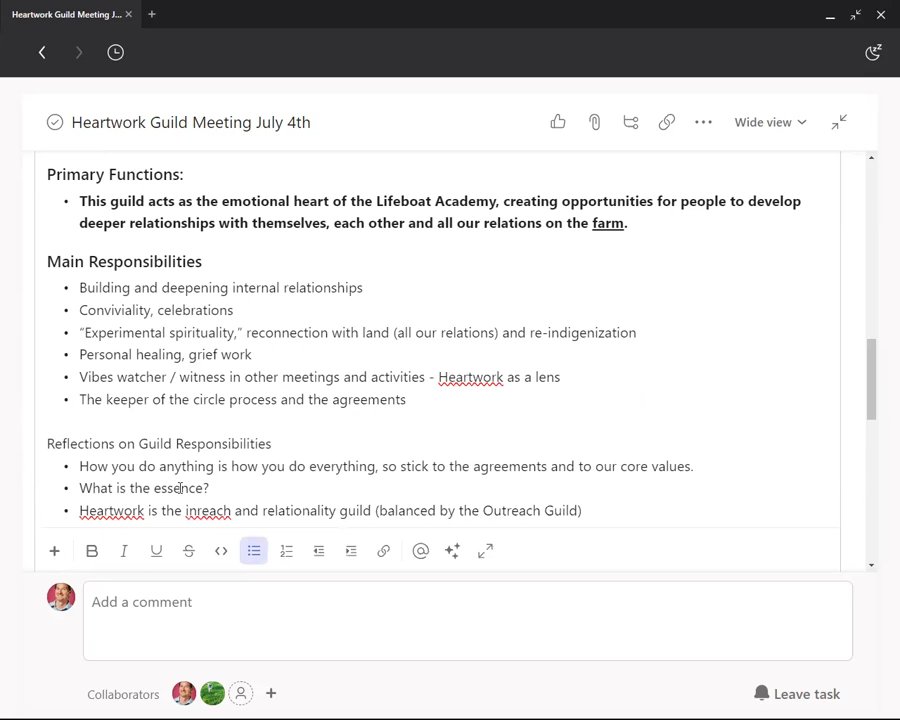 Heartwork Guild Meeting J...
Heartwork Guild Meeting July 4th
Wide view
Primary Functions:
• This guild acts as the emotional heart of the Lifeboat Academy, creating opportunities for people to develop
deeper relationships with themselves, each other and all our relations on the farm.
Main Responsibilities
• Building and deepening internal relationships
• Conviviality, celebrations
• “Experimental spirituality,” reconnection with land (all our relations) and re-indigenization
• Personal healing, grief work
• Vibes watcher / witness in other meetings and activities - Heartwork as a lens
• The keeper of the circle process and the agreements
Reflections on Guild Responsibilities
• How you do anything is how you do everything, so stick to the agreements and to our core values.
• What is the essence?
• Heartwork is the inreach and relationality guild (balanced by the Outreach Guild)
Add a comment
Collaborators
Leave task